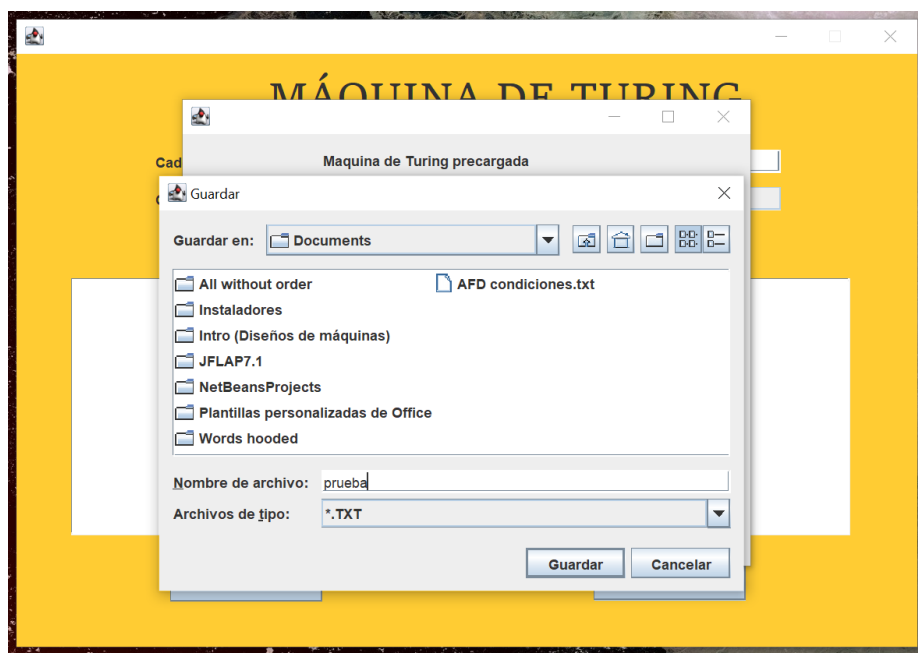 MÁQUINA DE TURING
Cad
Maquina de Turing precargada
Guardar
Guardar en: Documents
All without order
AFD condiciones.txt
Instaladores
Intro (Diseños de máquinas)
JFLAP7.1
NetBeansProjects
Plantillas personalizadas de Office
Words hooded
Nombre de archivo: prueba
Archivos de tipo: *.TXT
Guardar Cancelar